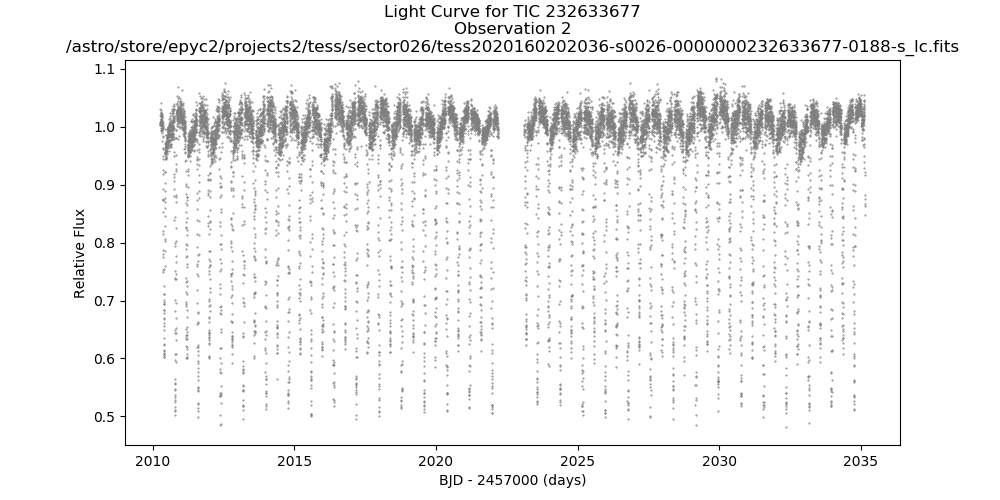 Light Curve for TIC 232633677
Observation 2
/astro/store/epyc2/projects2/tess/sector026/tess2020160202036-s0026-0000000232633677-0188-s_lc.fits
1.1
1.0
0.9
0.8
0.7
0.6
0.5
Relative Flux
2010 2015 2020 2025 2030 2035
BJD - 2457000 (days)